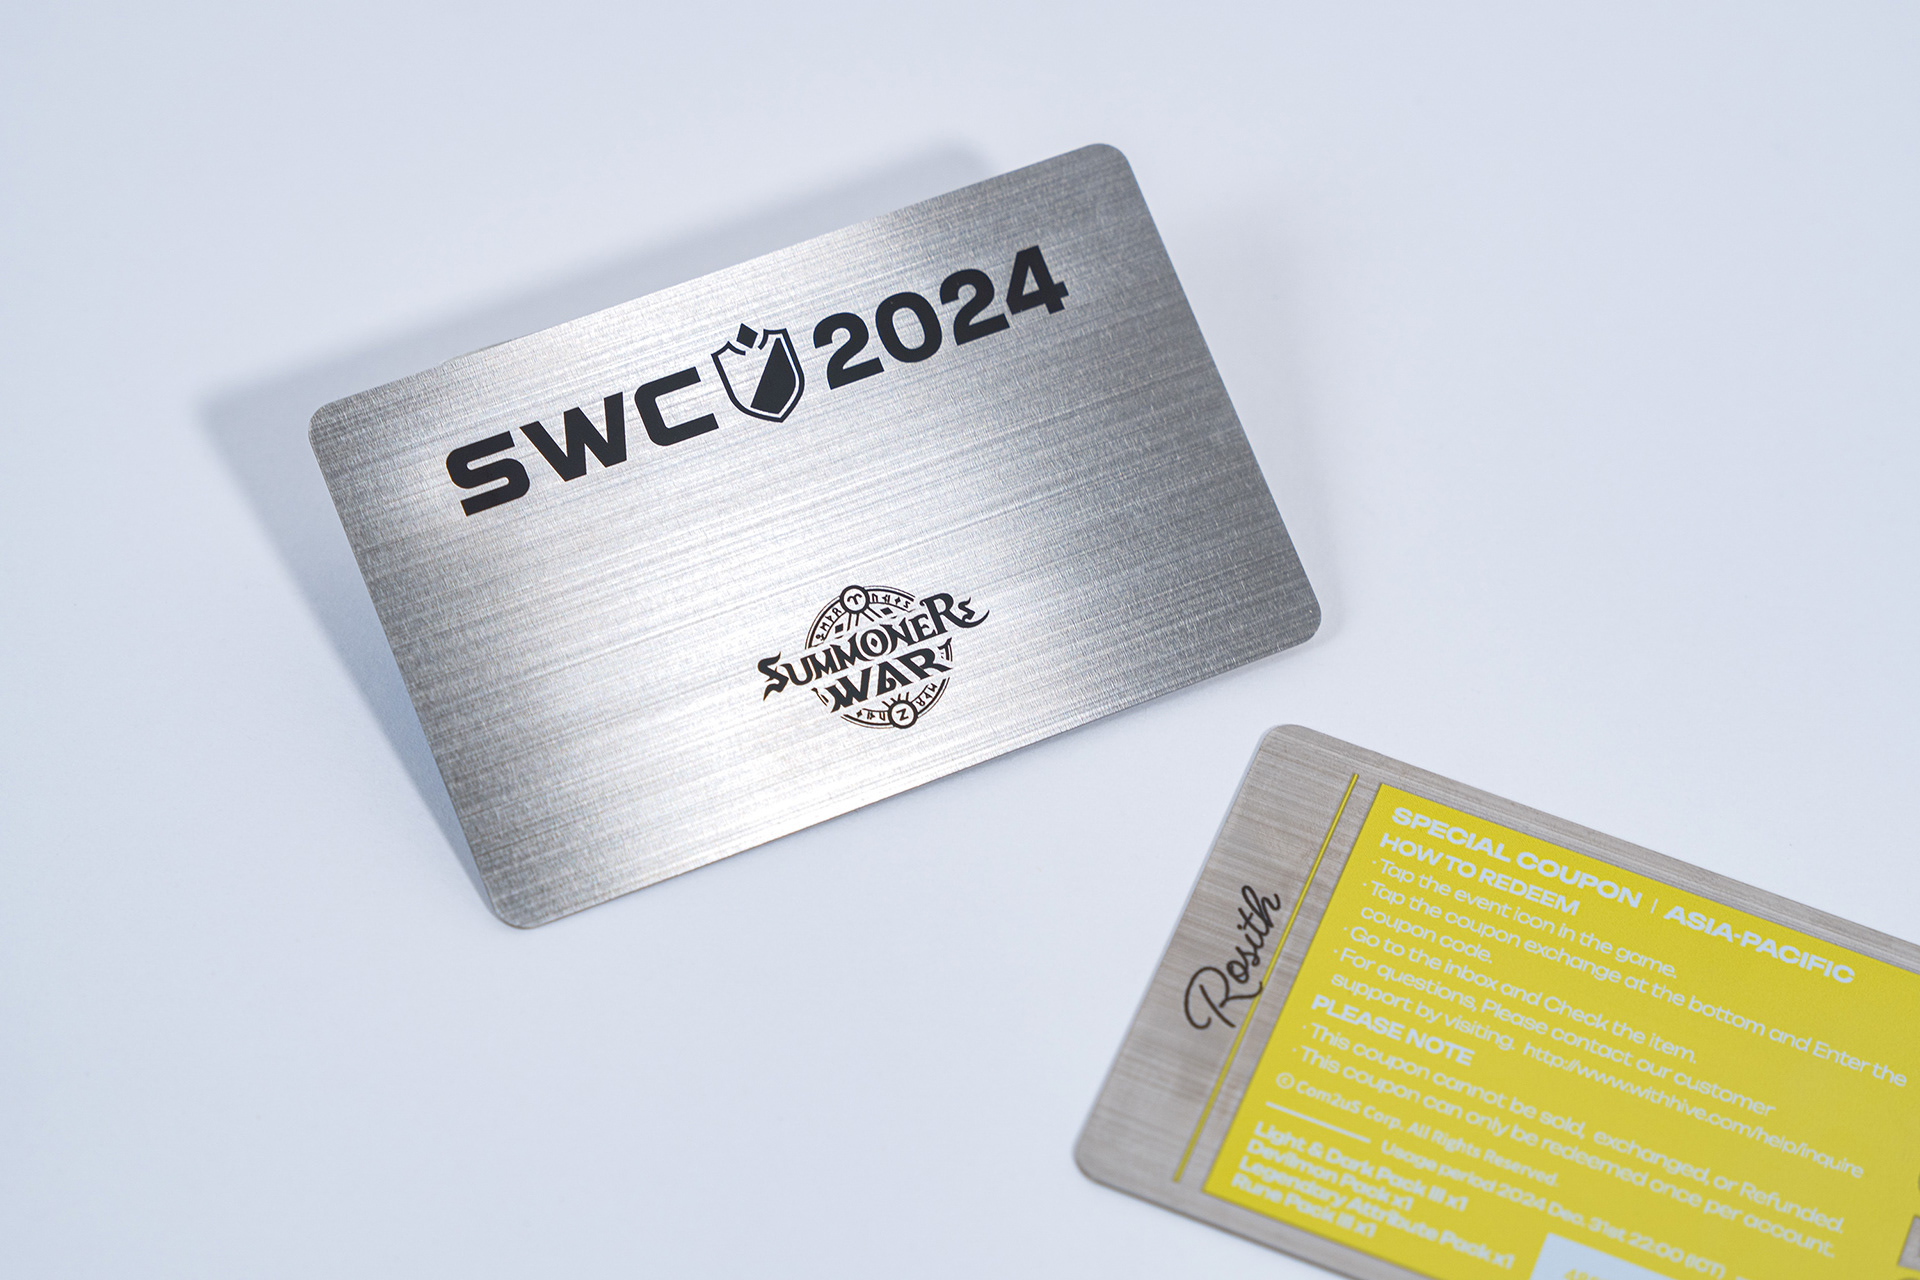 SWC 2024
SUMMONERS
WAR
Rosith
SPECIAL COUPON | ASIA-PACIFIC
HOW TO REDEEM
· Tap the event icon in the game.
· Tap the coupon exchange at the bottom and Enter the
coupon code.
· Go to the inbox and Check the item.
· For questions, Please contact our customer
support by visiting. http://www.withhive.com/help/inquire
PLEASE NOTE
· This coupon cannot be sold, exchanged, or Refunded.
· This coupon can only be redeemed once per account.
© Com2uS Corp. All Rights Reserved.
Usage period 2024 Dec. 31st 22:00 (ICT)
Light & Dark Pack III x1
Devilmon Pack x1
Legendary Attribute Pack x1
Rune Pack III x1